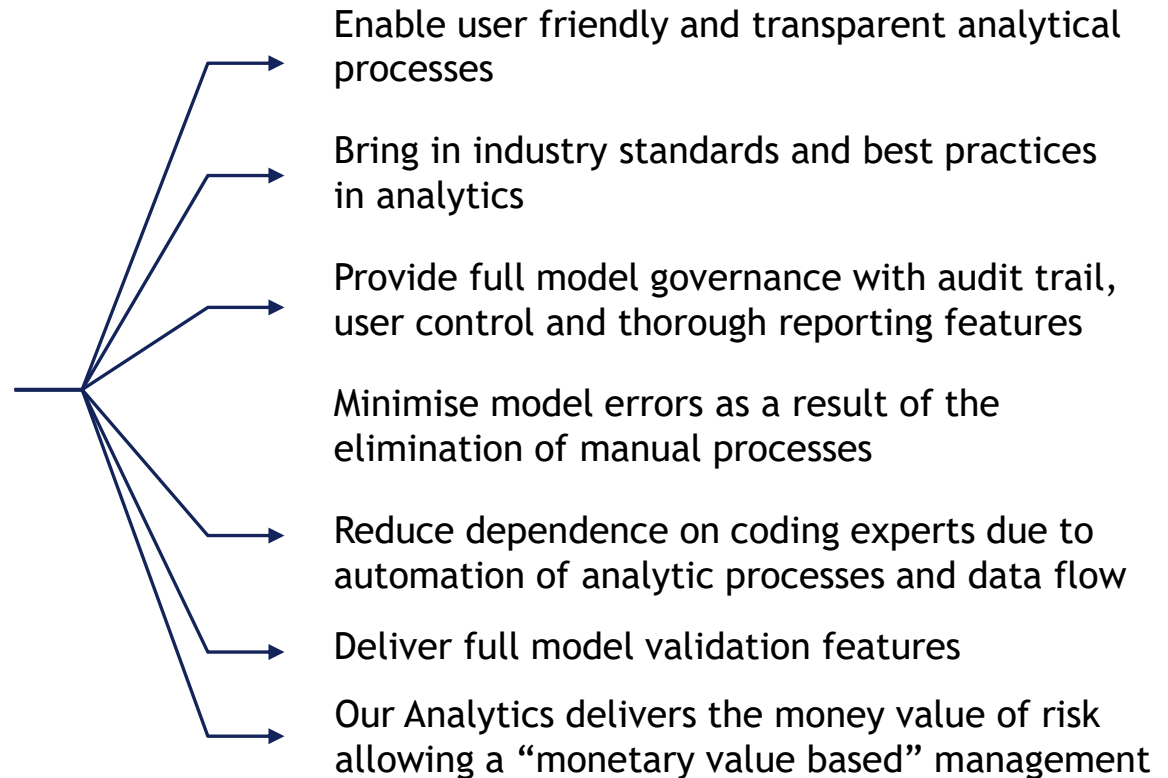 Enable user friendly and transparent analytical
processes
Bring in industry standards and best practices
in analytics
Provide full model governance with audit trail,
user control and thorough reporting features
Minimise model errors as a result of the
elimination of manual processes
Reduce dependence on coding experts due to
automation of analytic processes and data flow
Deliver full model validation features
Our Analytics delivers the money value of risk
allowing a “monetary value based” management